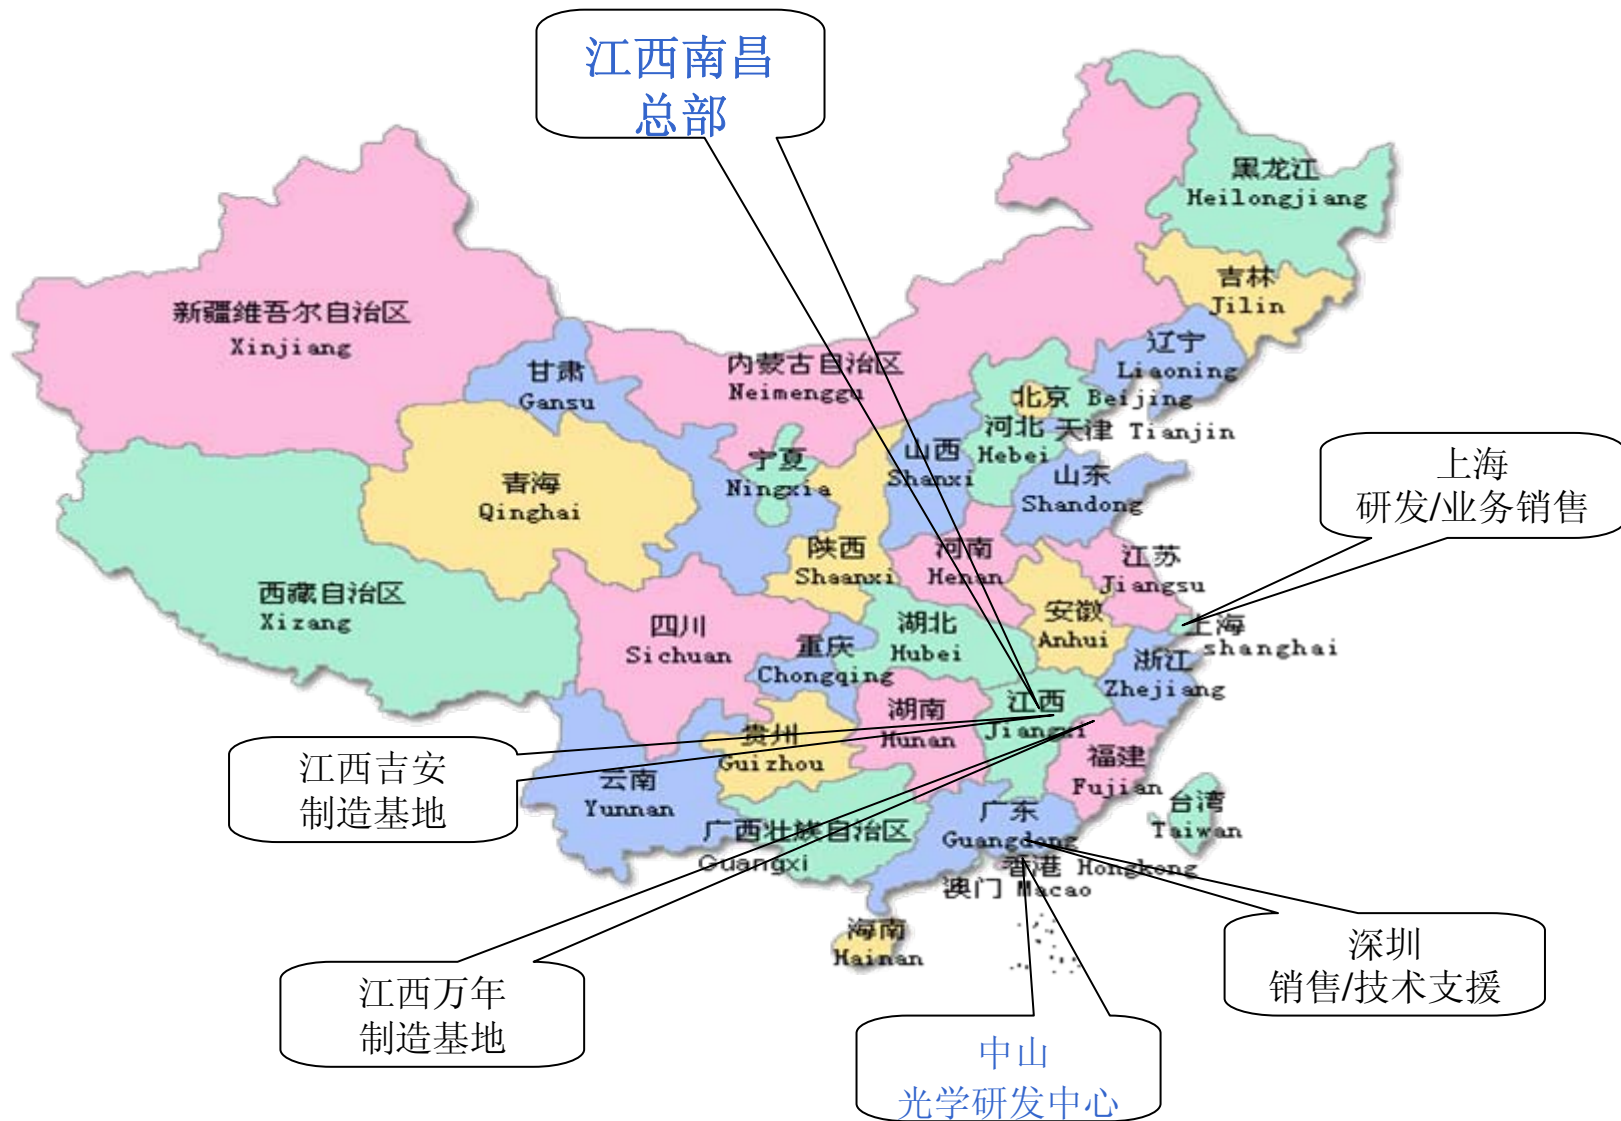 江西南昌
总部
黑龙江
Heilongjiang
吉林
Jilin
辽宁
Liaoning
新疆維吾尔自治区
Xinjiang
甘肃
Gansu
内蒙古自治区
Neimenggu
北京 Beijing
天津 Tianjin
河北
Hebei
山西
Shanxi
宁夏
Ningxia
山东
Shandong
青海
Qinghai
陕西
Shaanxi
河南
Henan
江苏
Jiangsu
上海
研发/业务销售
西藏自治区
Xizang
四川
Sichuan
重庆
Chongqing
湖北
Hubei
安徽
Anhui
上海
shanghai
浙江
Zhejiang
江西
Jiangxi
湖南
Hunan
贵州
Guizhou
福建
Fujian
云南
Yunnan
江西吉安
制造基地
广西壮族自治区
Guangxi
广东
Guangdong
台湾
Taiwan
香港 Hongkong
澳门 Macao
海南
Hainan
江西万年
制造基地
深圳
销售/技术支援
中山
光学研发中心